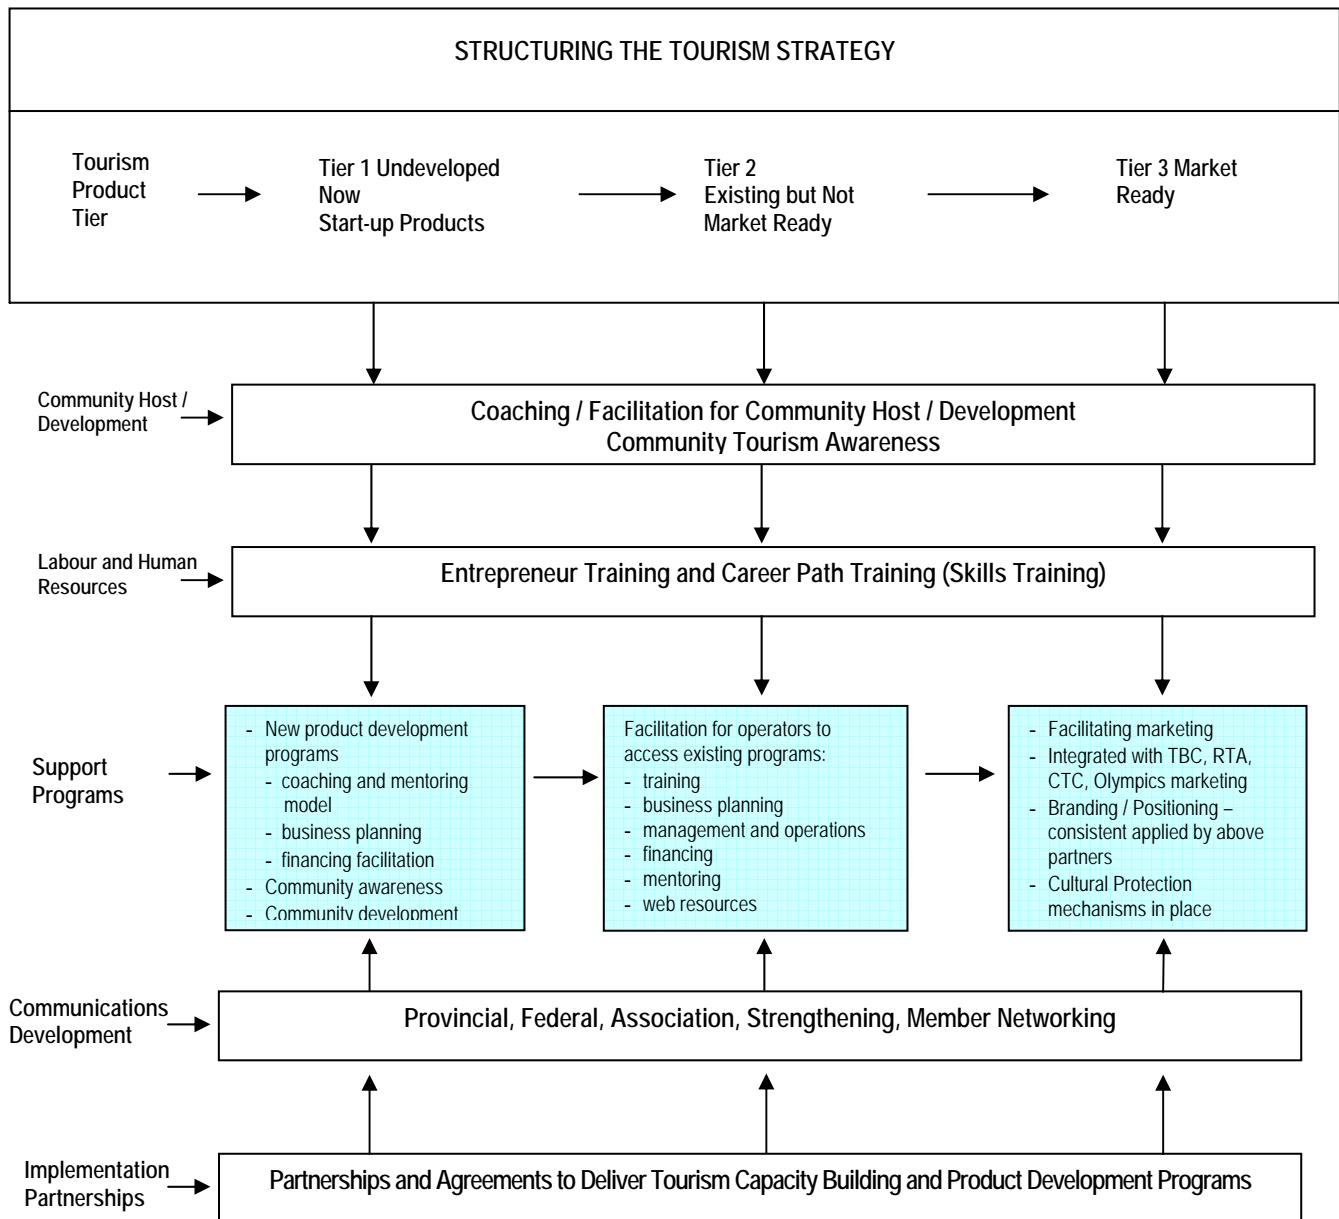 STRUCTURING THE TOURISM STRATEGY
Tourism
Product
Tier
Tier 1 Undeveloped
Now
Start-up Products
Tier 2
Existing but Not
Market Ready
Tier 3 Market
Ready
Community Host /
Development
Coaching / Facilitation for Community Host / Development
Community Tourism Awareness
Labour and Human
Resources
Entrepreneur Training and Career Path Training (Skills Training)
Support
Programs
- New product development
programs
- coaching and mentoring
model
- business planning
- financing facilitation
- Community awareness
- Community development
Facilitation for operators to
access existing programs:
- training
- business planning
- management and operations
- financing
- mentoring
- web resources
- Facilitating marketing
- Integrated with TBC, RTA,
CTC, Olympics marketing
- Branding / Positioning –
consistent applied by above
partners
- Cultural Protection
mechanisms in place
Communications
Development
Provincial, Federal, Association, Strengthening, Member Networking
Implementation
Partnerships
Partnerships and Agreements to Deliver Tourism Capacity Building and Product Development Programs